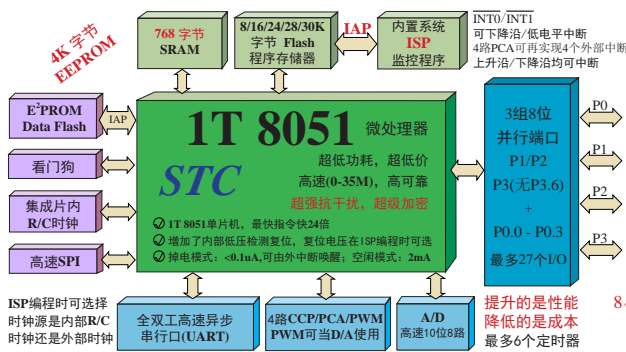 4K 字节
EEPROM
768 字节
SRAM
8/16/24/28/30K
字节 Flash
程序存储器
IAP
内置系统
ISP
监控程序
INT0/INT1
可下降沿/低电平中断
4路PCA可再实现4个外部中断
上升沿/下降沿均可中断
E²PROM
Data Flash
IAP
看门狗
集成片内
R/C时钟
高速SPI
1T 8051 微处理器
STC
超低功耗，超低价
高速(0-35M)，高可靠
超强抗干扰，超级加密
1T 8051单片机，最快指令快24倍
增加了内部低压检测复位，复位电压在ISP编程时可选
掉电模式：<0.1uA,可由外中断唤醒；空闲模式：2mA
3组8位
并行端口
P1/P2
P3(无P3.6)
+
P0.0 - P0.3
最多27个I/O
P0
P1
P2
P3
ISP编程时可选择
时钟源是内部R/C
时钟还是外部时钟
全双工高速异步
串行口(UART)
4路CCP/PCA/PWM
PWM可当D/A使用
A/D
高速10位8路
提升的是性能
降低的是成本
最多6个定时器